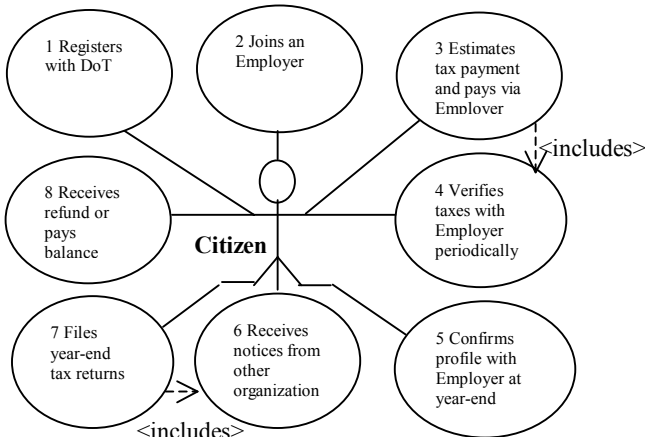 1 Registers
with DoT
2 Joins an
Employer
3 Estimates
tax payment
and pays via
Employer
<includes>
4 Verifies
taxes with
Employer
periodically
8 Receives
refund or
pays
balance
Citizen
7 Files
year-end
tax returns
6 Receives
notices from
other
organization
5 Confirms
profile with
Employer at
year-end
<includes>